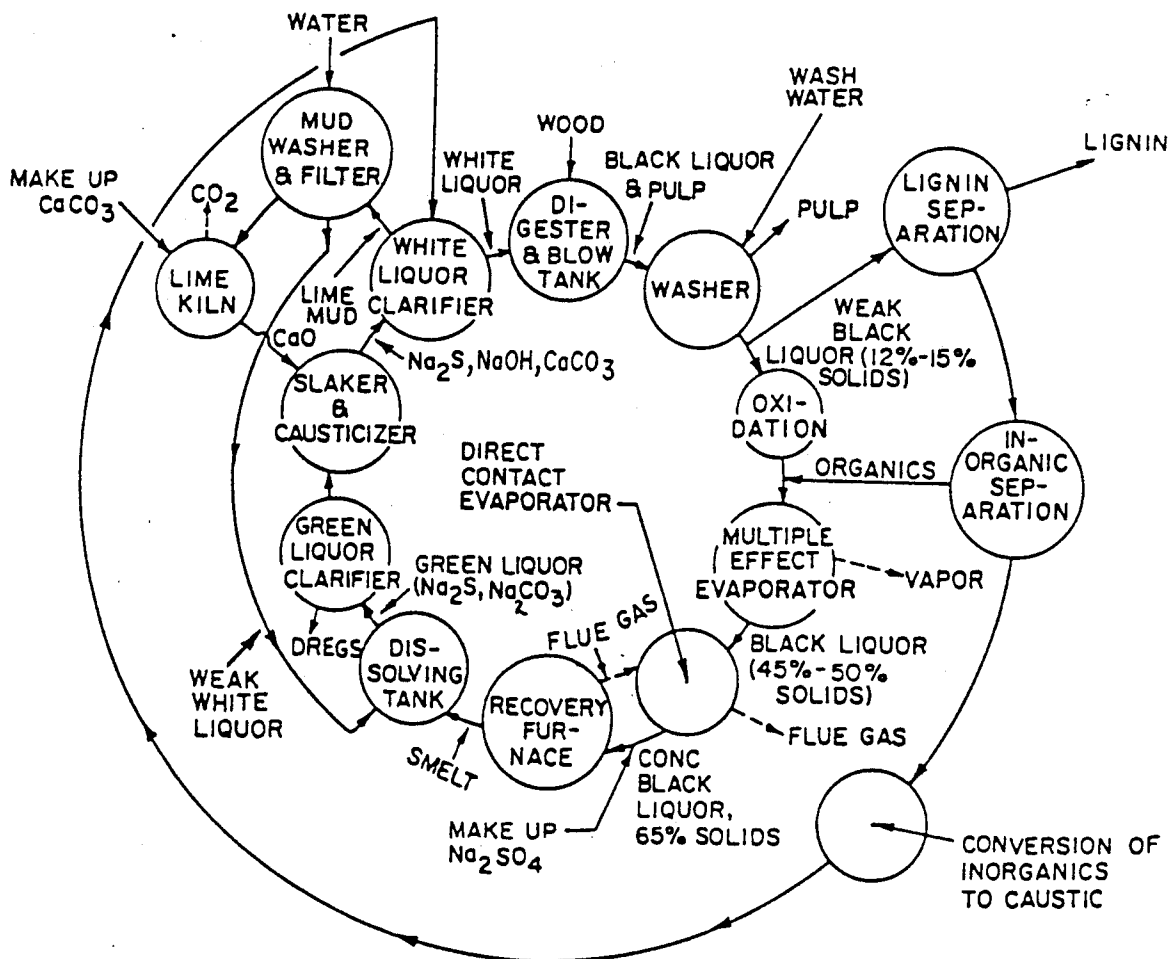 WATER
MUD
WASHER
& FILTER
MAKE UP
CaCO3
CO2
LIME
KILN
LIME
MUD
WHITE
LIQUOR
CLARIFIER
WHITE
LIQUOR
WOOD
DI-
GESTER
& BLOW
TANK
BLACK LIQUOR
& PULP
WASH
WATER
PULP
WASHER
LIGNIN
SEP-
ARATION
LIGNIN
WEAK
BLACK
LIQUOR (12%-15%
SOLIDS)
CaO
Na2S, NaOH, CaCO3
SLAKER
&
CAUSTICIZER
OXI-
DATION
ORGANICS
IN-
ORGANIC
SEP-
ARATION
DIRECT
CONTACT
EVAPORATOR
MULTIPLE
EFFECT
EVAPORATOR
VAPOR
GREEN
LIQUOR
CLARIFIER
GREEN LIQUOR
(Na2S, Na2CO3)
DREGS
DIS-
SOLVING
TANK
WEAK
WHITE
LIQUOR
FLUE GAS
BLACK LIQUOR
(45%-50%
SOLIDS)
FLUE GAS
RECOVERY
FUR-
NACE
SMELT
CONC
BLACK
LIQUOR,
65% SOLIDS
MAKE UP
Na2SO4
CONVERSION OF
INORGANICS
TO CAUSTIC